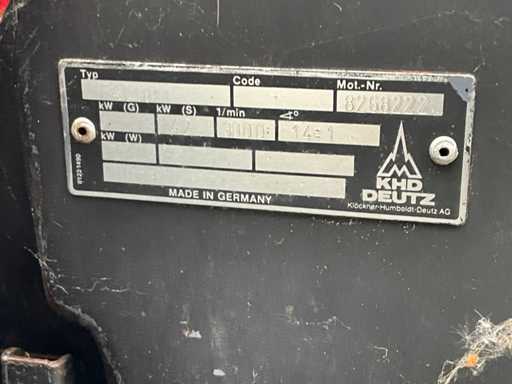 Typ Code Mot.-Nr.
8268222
kW (G) kW (S) 1/min ∢°
14±1
kW (W)
KHD
DEUTZ
Klöckner-Humboldt-Deutz AG
MADE IN GERMANY
01221490